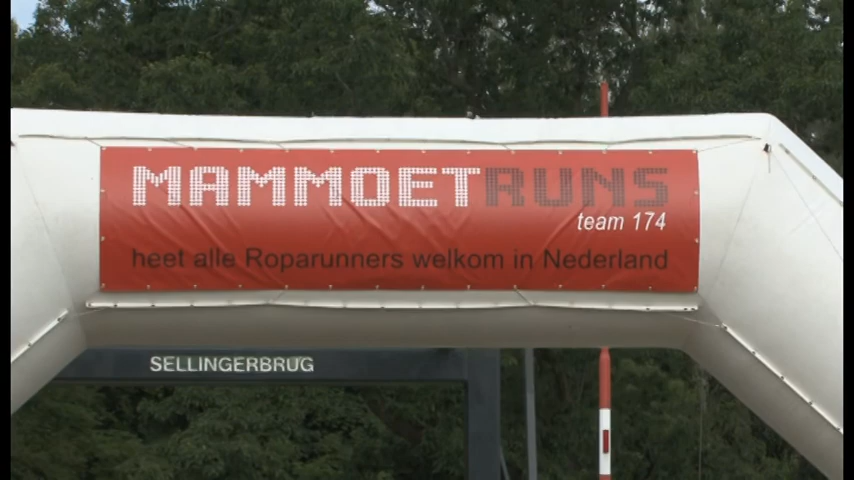 MAMMOETRUNS
team 174
heet alle Roparunners welkom in Nederland
SELLINGERBRUG